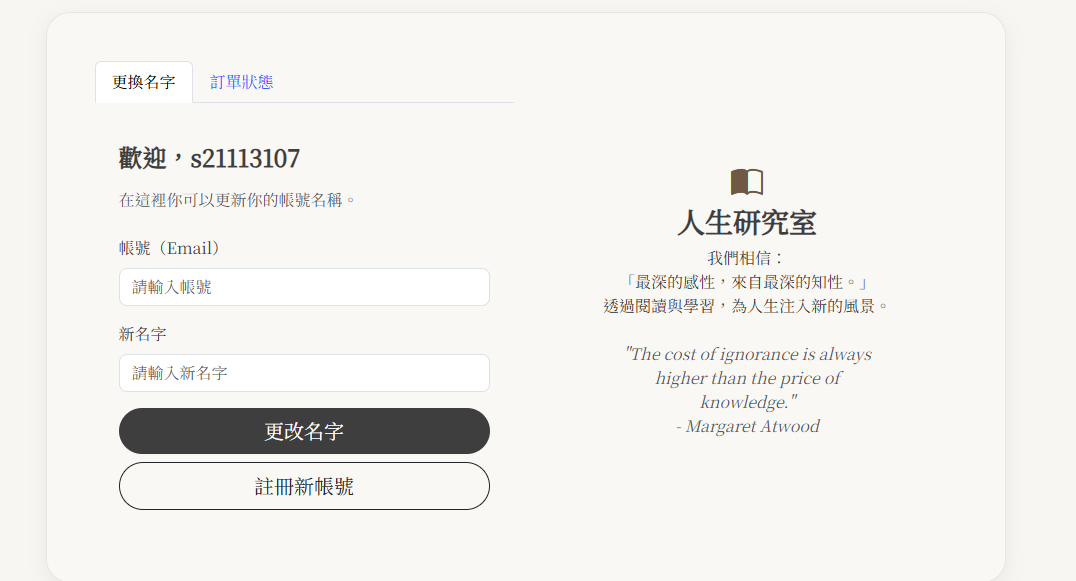 更換名字
訂單狀態
歡迎，s21113107
在這裡你可以更新你的帳號名稱。
帳號（Email）
請輸入帳號
新名字
請輸入新名字
更改名字
註冊新帳號
人生研究室
我們相信：
「最深的感性，來自最深的知性。」
透過閱讀與學習，為人生注入新的風景。
"The cost of ignorance is always
higher than the price of
knowledge."
- Margaret Atwood